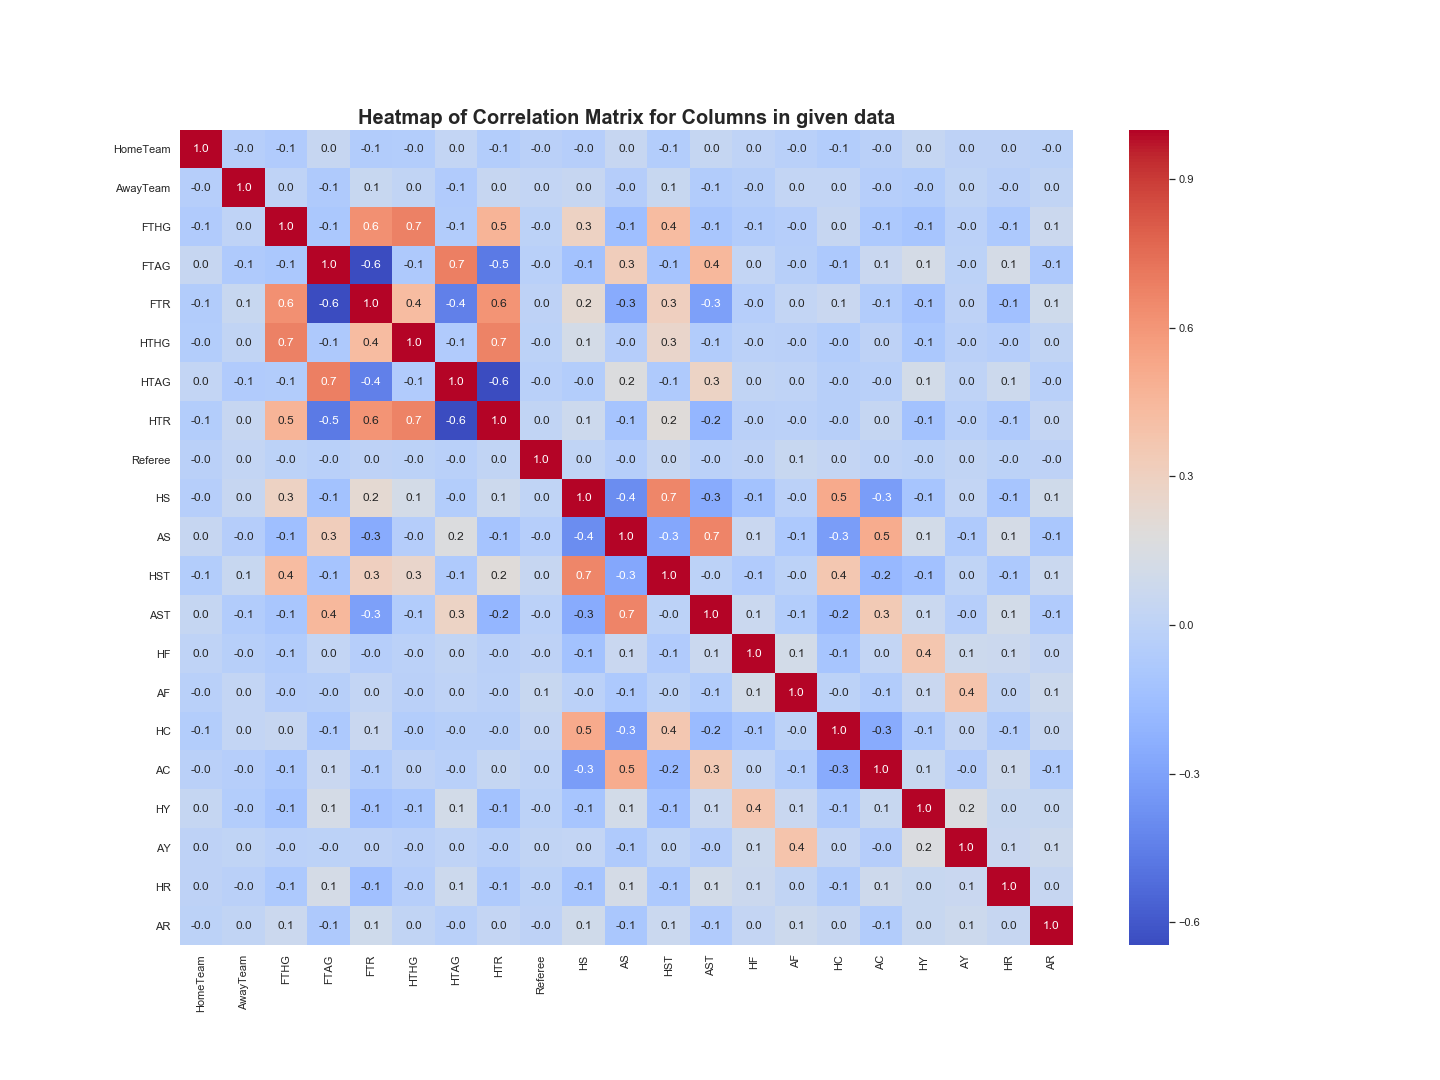 Heatmap of Correlation Matrix for Columns in given data
HomeTeam 1.0 -0.0 -0.1 0.0 -0.1 -0.0 0.0 -0.1 -0.0 -0.0 0.0 -0.1 0.0 0.0 -0.0 -0.1 -0.0 0.0 0.0 0.0 -0.0
AwayTeam -0.0 1.0 0.0 -0.1 0.1 0.0 -0.1 0.0 0.0 0.0 -0.0 0.1 -0.1 -0.0 0.0 0.0 -0.0 -0.0 0.0 -0.0 0.0
FTHG -0.1 0.0 1.0 -0.1 0.6 0.7 -0.1 0.5 -0.0 0.3 -0.1 0.4 -0.1 -0.1 -0.0 0.0 -0.1 -0.1 -0.0 -0.1 0.1
FTAG 0.0 -0.1 -0.1 1.0 -0.6 -0.1 0.7 -0.5 -0.0 -0.1 0.3 -0.1 0.4 0.0 -0.0 -0.1 0.1 0.1 -0.0 0.1 -0.1
FTR -0.1 0.1 0.6 -0.6 1.0 0.4 -0.4 0.6 0.0 0.2 -0.3 0.3 -0.3 -0.0 0.0 0.1 -0.1 -0.1 0.0 -0.1 0.1
HTHG -0.0 0.0 0.7 -0.1 0.4 1.0 -0.1 0.7 -0.0 0.1 -0.0 0.3 -0.1 -0.0 -0.0 -0.0 0.0 -0.1 -0.0 -0.0 0.0
HTAG 0.0 -0.1 -0.1 0.7 -0.4 -0.1 1.0 -0.6 -0.0 -0.0 0.2 -0.1 0.3 0.0 0.0 -0.0 -0.0 0.1 0.0 0.1 -0.0
HTR -0.1 0.0 0.5 -0.5 0.6 0.7 -0.6 1.0 0.0 0.1 -0.1 0.2 -0.2 -0.0 -0.0 -0.0 0.0 -0.1 -0.0 -0.1 0.0
Referee -0.0 0.0 -0.0 -0.0 0.0 -0.0 -0.0 0.0 1.0 0.0 -0.0 0.0 -0.0 -0.0 0.1 0.0 0.0 -0.0 0.0 -0.0 -0.0
HS -0.0 0.0 0.3 -0.1 0.2 0.1 -0.0 0.1 0.0 1.0 -0.4 0.7 -0.3 -0.1 -0.0 0.5 -0.3 -0.1 0.0 -0.1 0.1
AS 0.0 -0.0 -0.1 0.3 -0.3 -0.0 0.2 -0.1 -0.0 -0.4 1.0 -0.3 0.7 0.1 -0.1 -0.3 0.5 0.1 -0.1 0.1 -0.1
HST -0.1 0.1 0.4 -0.1 0.3 0.3 -0.1 0.2 0.0 0.7 -0.3 1.0 -0.0 -0.1 -0.0 0.4 -0.2 -0.1 0.0 -0.1 0.1
AST 0.0 -0.1 -0.1 0.4 -0.3 -0.1 0.3 -0.2 -0.0 -0.3 0.7 -0.0 1.0 0.1 -0.1 -0.2 0.3 0.1 -0.0 0.1 -0.1
HF 0.0 -0.0 -0.1 0.0 -0.0 -0.0 0.0 -0.0 -0.0 -0.1 0.1 -0.1 0.1 1.0 0.1 -0.1 0.0 0.4 0.1 0.1 0.0
AF -0.0 0.0 -0.0 -0.0 0.0 -0.0 0.0 -0.0 0.1 -0.0 -0.1 -0.0 -0.1 0.1 1.0 -0.0 -0.1 0.1 0.4 0.0 0.1
HC -0.1 0.0 0.0 -0.1 0.1 -0.0 -0.0 -0.0 0.0 0.5 -0.3 0.4 -0.2 -0.1 -0.0 1.0 -0.3 -0.1 0.0 -0.1 0.0
AC -0.0 -0.0 -0.1 0.1 -0.1 0.0 -0.0 0.0 0.0 -0.3 0.5 -0.2 0.3 0.0 -0.1 -0.3 1.0 0.1 -0.0 0.1 -0.1
HY 0.0 -0.0 -0.1 0.1 -0.1 -0.1 0.1 -0.1 -0.0 -0.1 0.1 -0.1 0.1 0.4 0.1 -0.1 0.1 1.0 0.2 0.0 0.0
AY 0.0 0.0 -0.0 -0.0 0.0 -0.0 0.0 -0.0 0.0 0.0 -0.1 0.0 -0.0 0.1 0.4 0.0 -0.0 0.2 1.0 0.1 0.1
HR 0.0 -0.0 -0.1 0.1 -0.1 -0.0 0.1 -0.1 -0.0 -0.1 0.1 -0.1 0.1 0.1 0.0 -0.1 0.1 0.0 0.1 1.0 0.0
AR -0.0 0.0 0.1 -0.1 0.1 0.0 -0.0 0.0 -0.0 0.1 -0.1 0.1 -0.1 0.0 0.1 0.0 -0.1 0.0 0.1 0.0 1.0
HomeTeam AwayTeam FTHG FTAG FTR HTHG HTAG HTR Referee HS AS HST AST HF AF HC AC HY AY HR AR
0.9
0.6
0.3
0.0
−0.3
−0.6